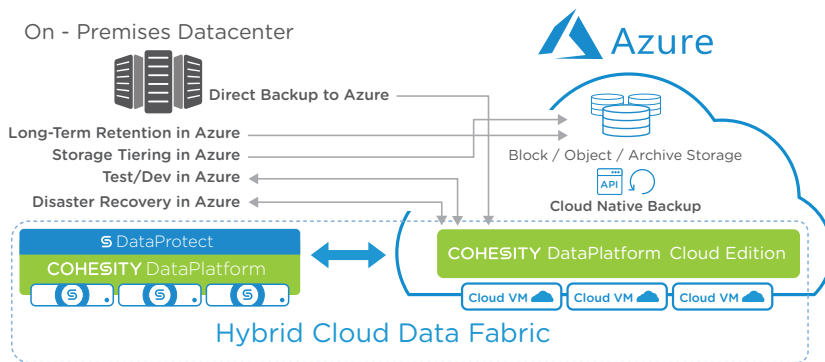 On - Premises Datacenter
Azure
Direct Backup to Azure
Long-Term Retention in Azure
Storage Tiering in Azure
Test/Dev in Azure
Disaster Recovery in Azure
Block / Object / Archive Storage
API
Cloud Native Backup
S DataProtect
COHESITY DataPlatform
S S S
COHESITY DataPlatform Cloud Edition
Cloud VM Cloud VM Cloud VM
Hybrid Cloud Data Fabric